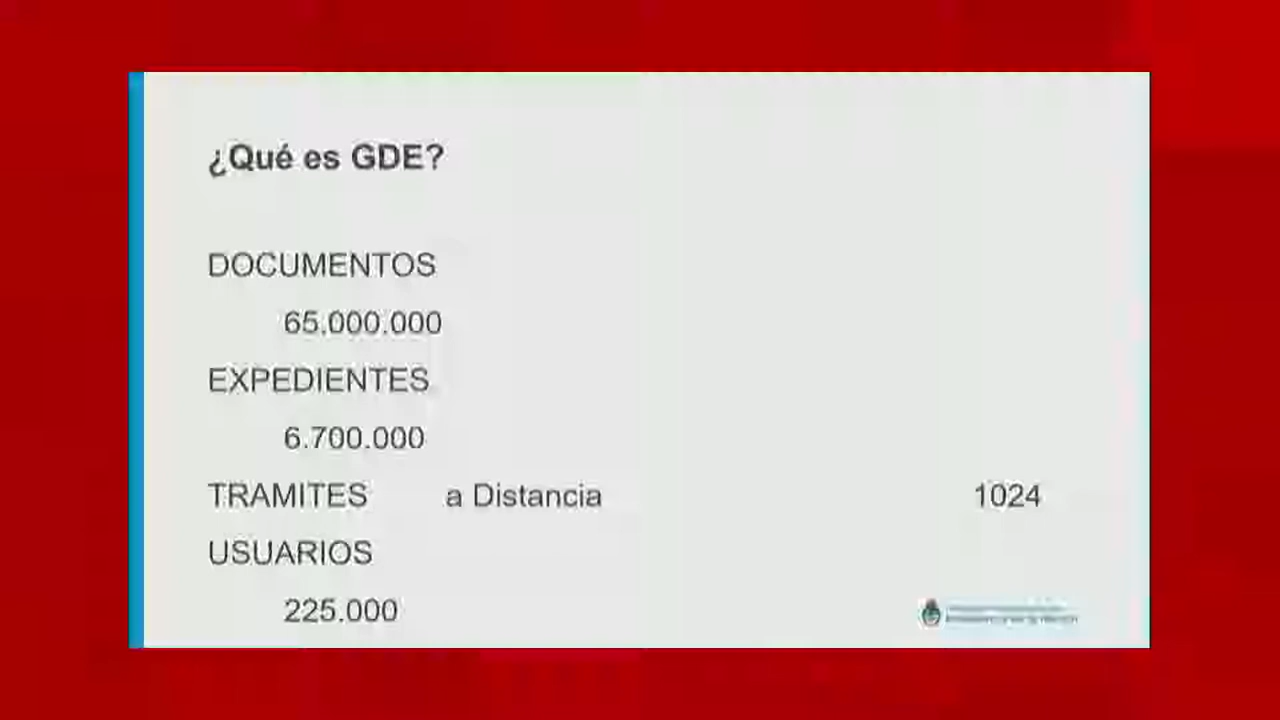 ¿Qué es GDE?
DOCUMENTOS
65.000.000
EXPEDIENTES
6.700.000
TRAMITES a Distancia 1024
USUARIOS
225.000